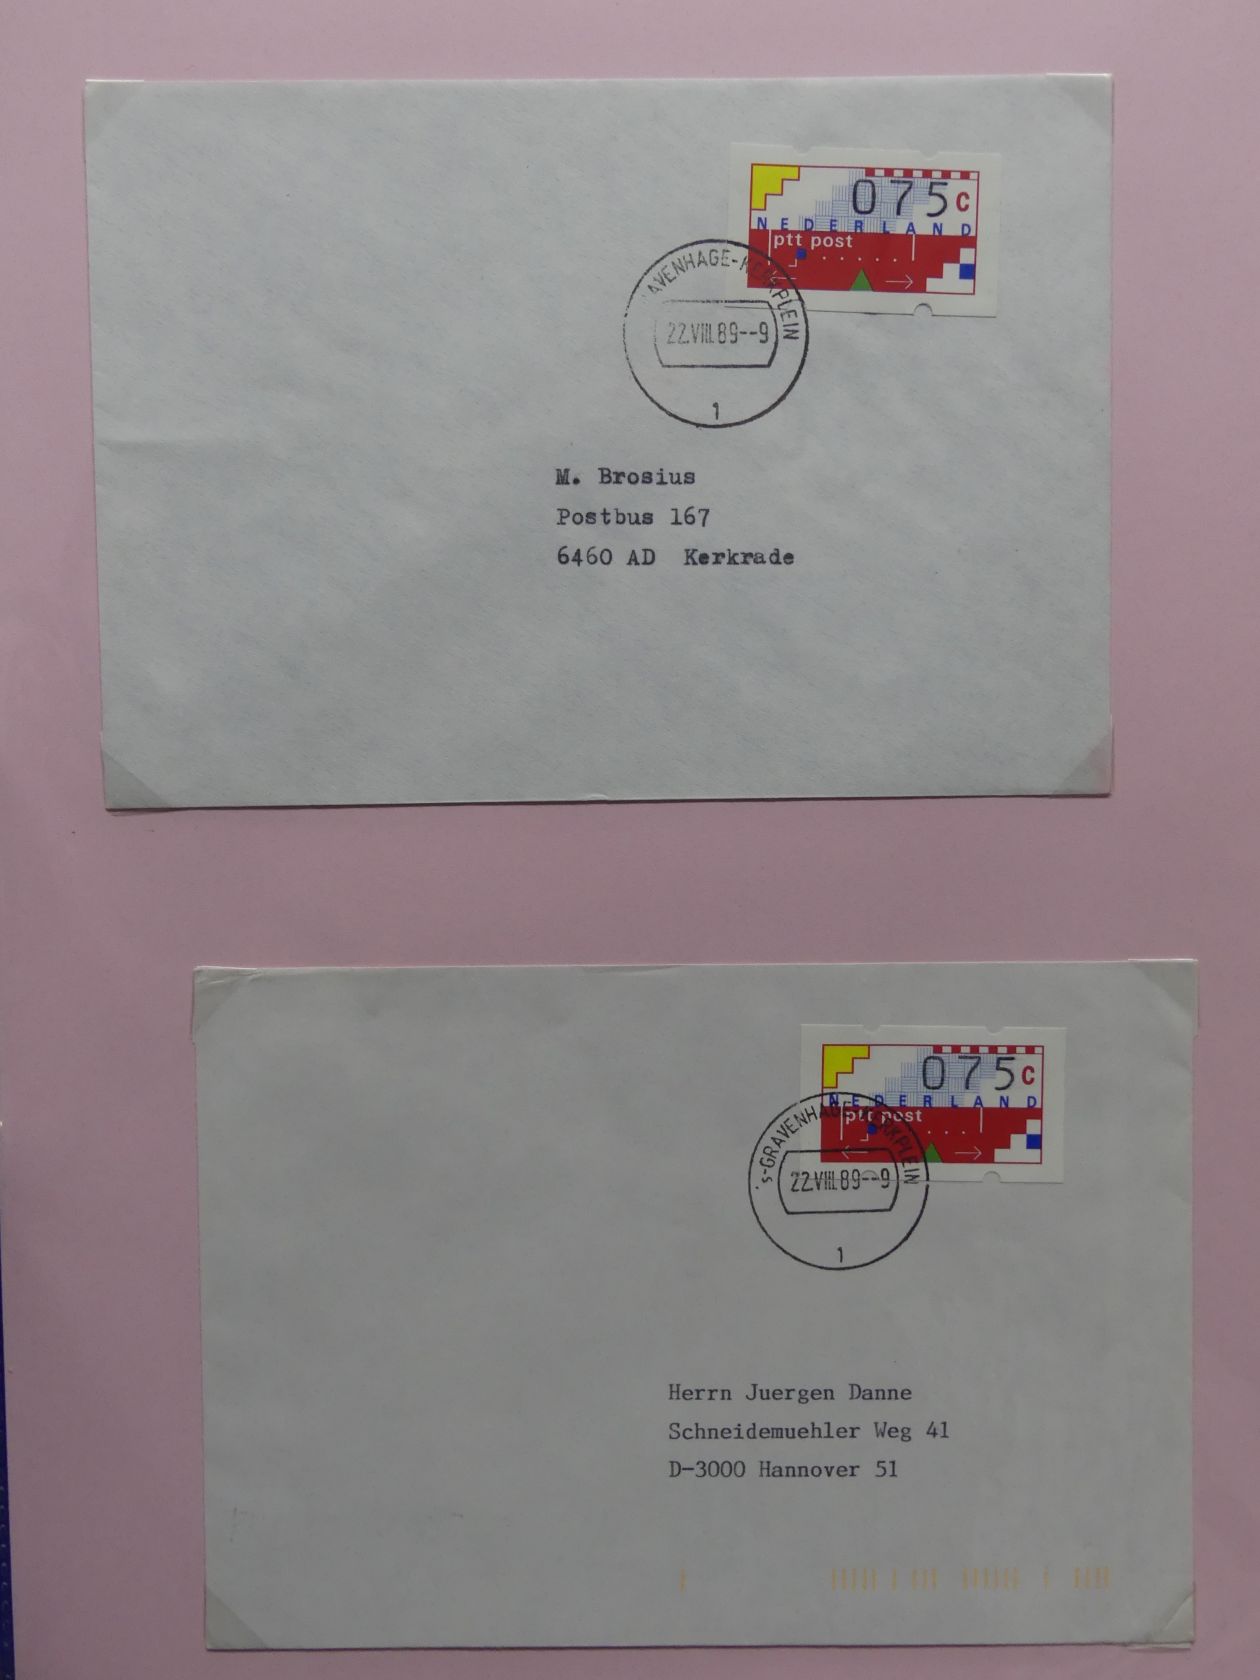 075c
NEDERLAND
ptt post
AVENHAGE-KERKPLEIN
22.VIII.89--9
1
M. Brosius
Postbus 167
6460 AD Kerkrade
075c
NEDERLAND
ptt post
's-GRAVENHAGE-KERKPLEIN
22.VIII.89--9
1
Herrn Juergen Danne
Schneidemuehler Weg 41
D-3000 Hannover 51